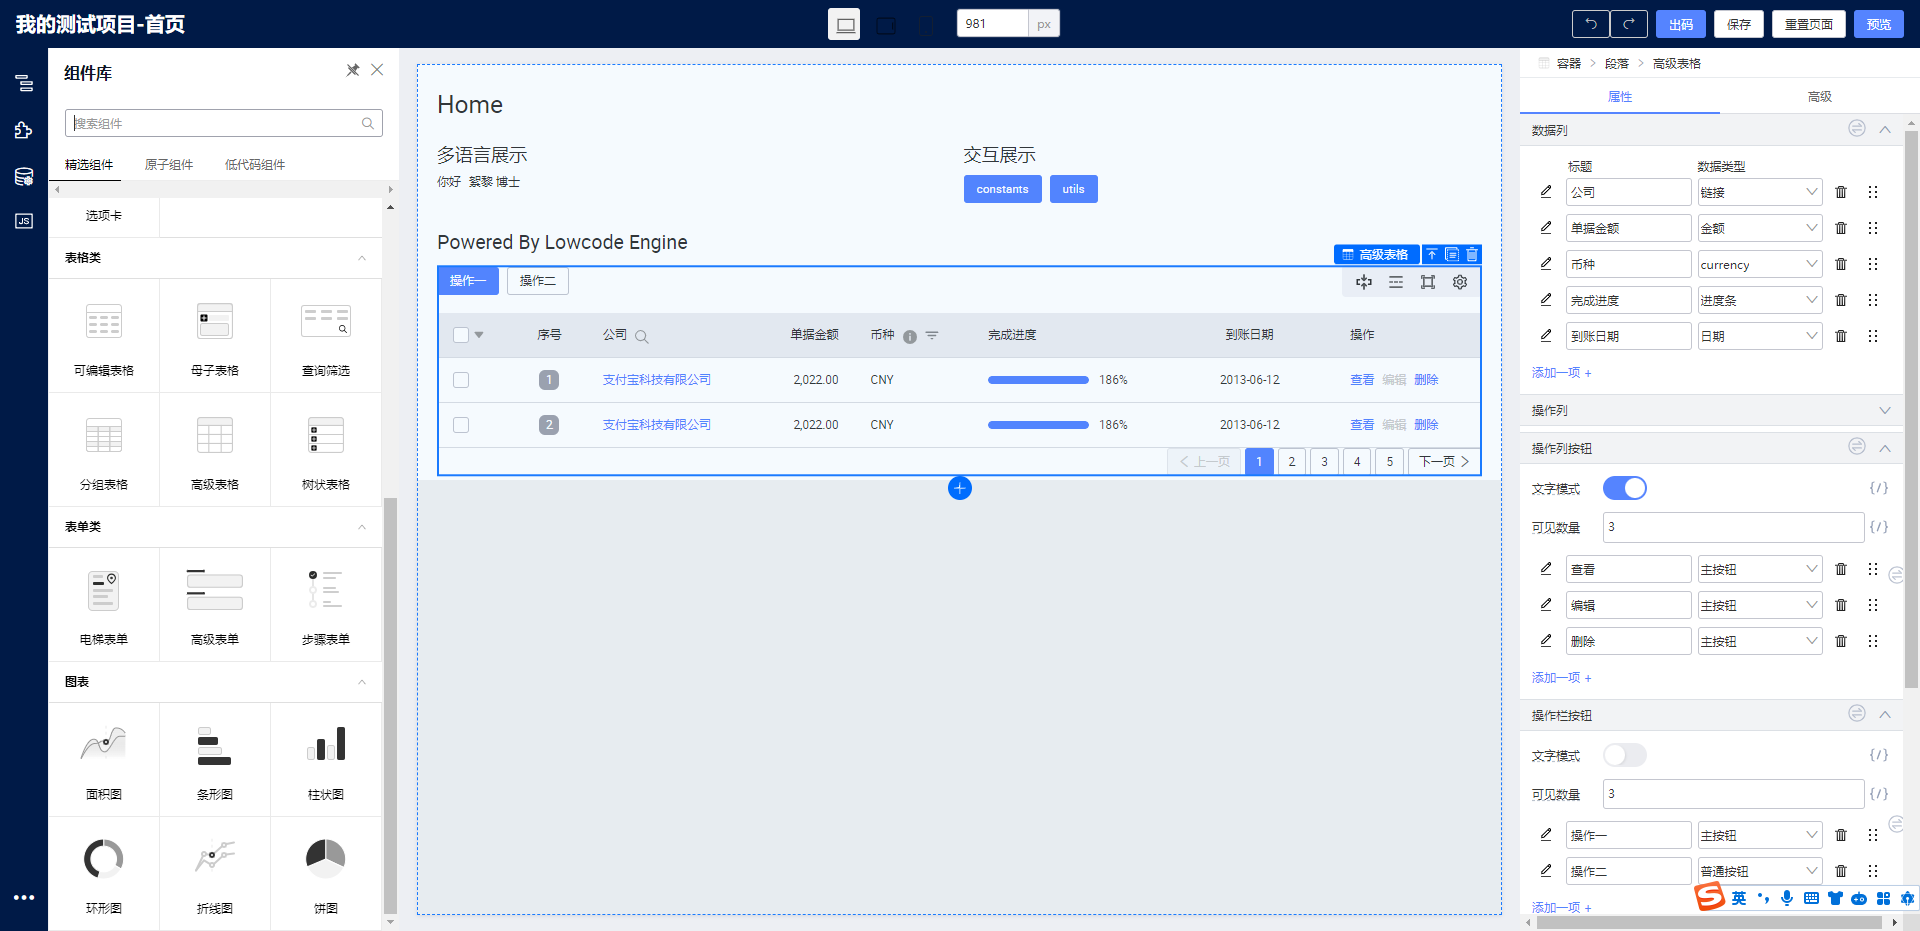 我的测试项目-首页
981
px
出码
保存
重置页面
预览
组件库
搜索组件
精选组件 原子组件 低代码组件
选项卡
表格类
可编辑表格 母子表格 查询筛选
分组表格 高级表格 树状表格
表单类
电梯表单 高级表单 步骤表单
图表
面积图 条形图 柱状图
环形图 折线图 饼图
JS
Home
多语言展示
你好 絮黎 博士
交互展示
constants utils
Powered By Lowcode Engine
高级表格
操作一 操作二
序号 公司 单据金额 币种 完成进度 到账日期 操作
1 支付宝科技有限公司 2,022.00 CNY 186% 2013-06-12 查看 编辑 删除
2 支付宝科技有限公司 2,022.00 CNY 186% 2013-06-12 查看 编辑 删除
上一页 1 2 3 4 5 下一页
容器 > 段落 > 高级表格
属性 高级
数据列
标题 数据类型
公司 链接
单据金额 金额
币种 currency
完成进度 进度条
到账日期 日期
添加一项 +
操作列
操作列按钮
文字模式 {/}
可见数量 3 {/}
查看 主按钮
编辑 主按钮
删除 主按钮
添加一项 +
操作栏按钮
文字模式 {/}
可见数量 3 {/}
操作一 主按钮
操作二 普通按钮
添加一项 +
S 英